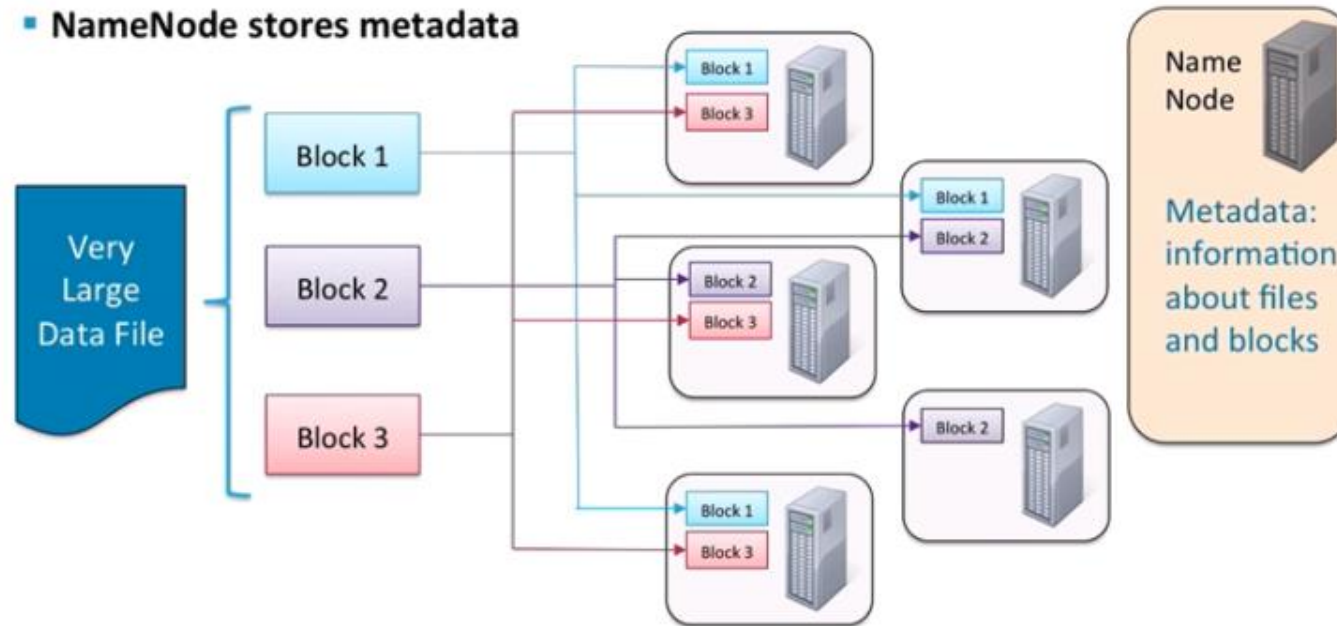 ▪ NameNode stores metadata
Very
Large
Data File
Block 1
Block 2
Block 3
Block 1
Block 3
Block 1
Block 2
Block 2
Block 3
Block 2
Block 1
Block 3
Name
Node
Metadata:
information
about files
and blocks